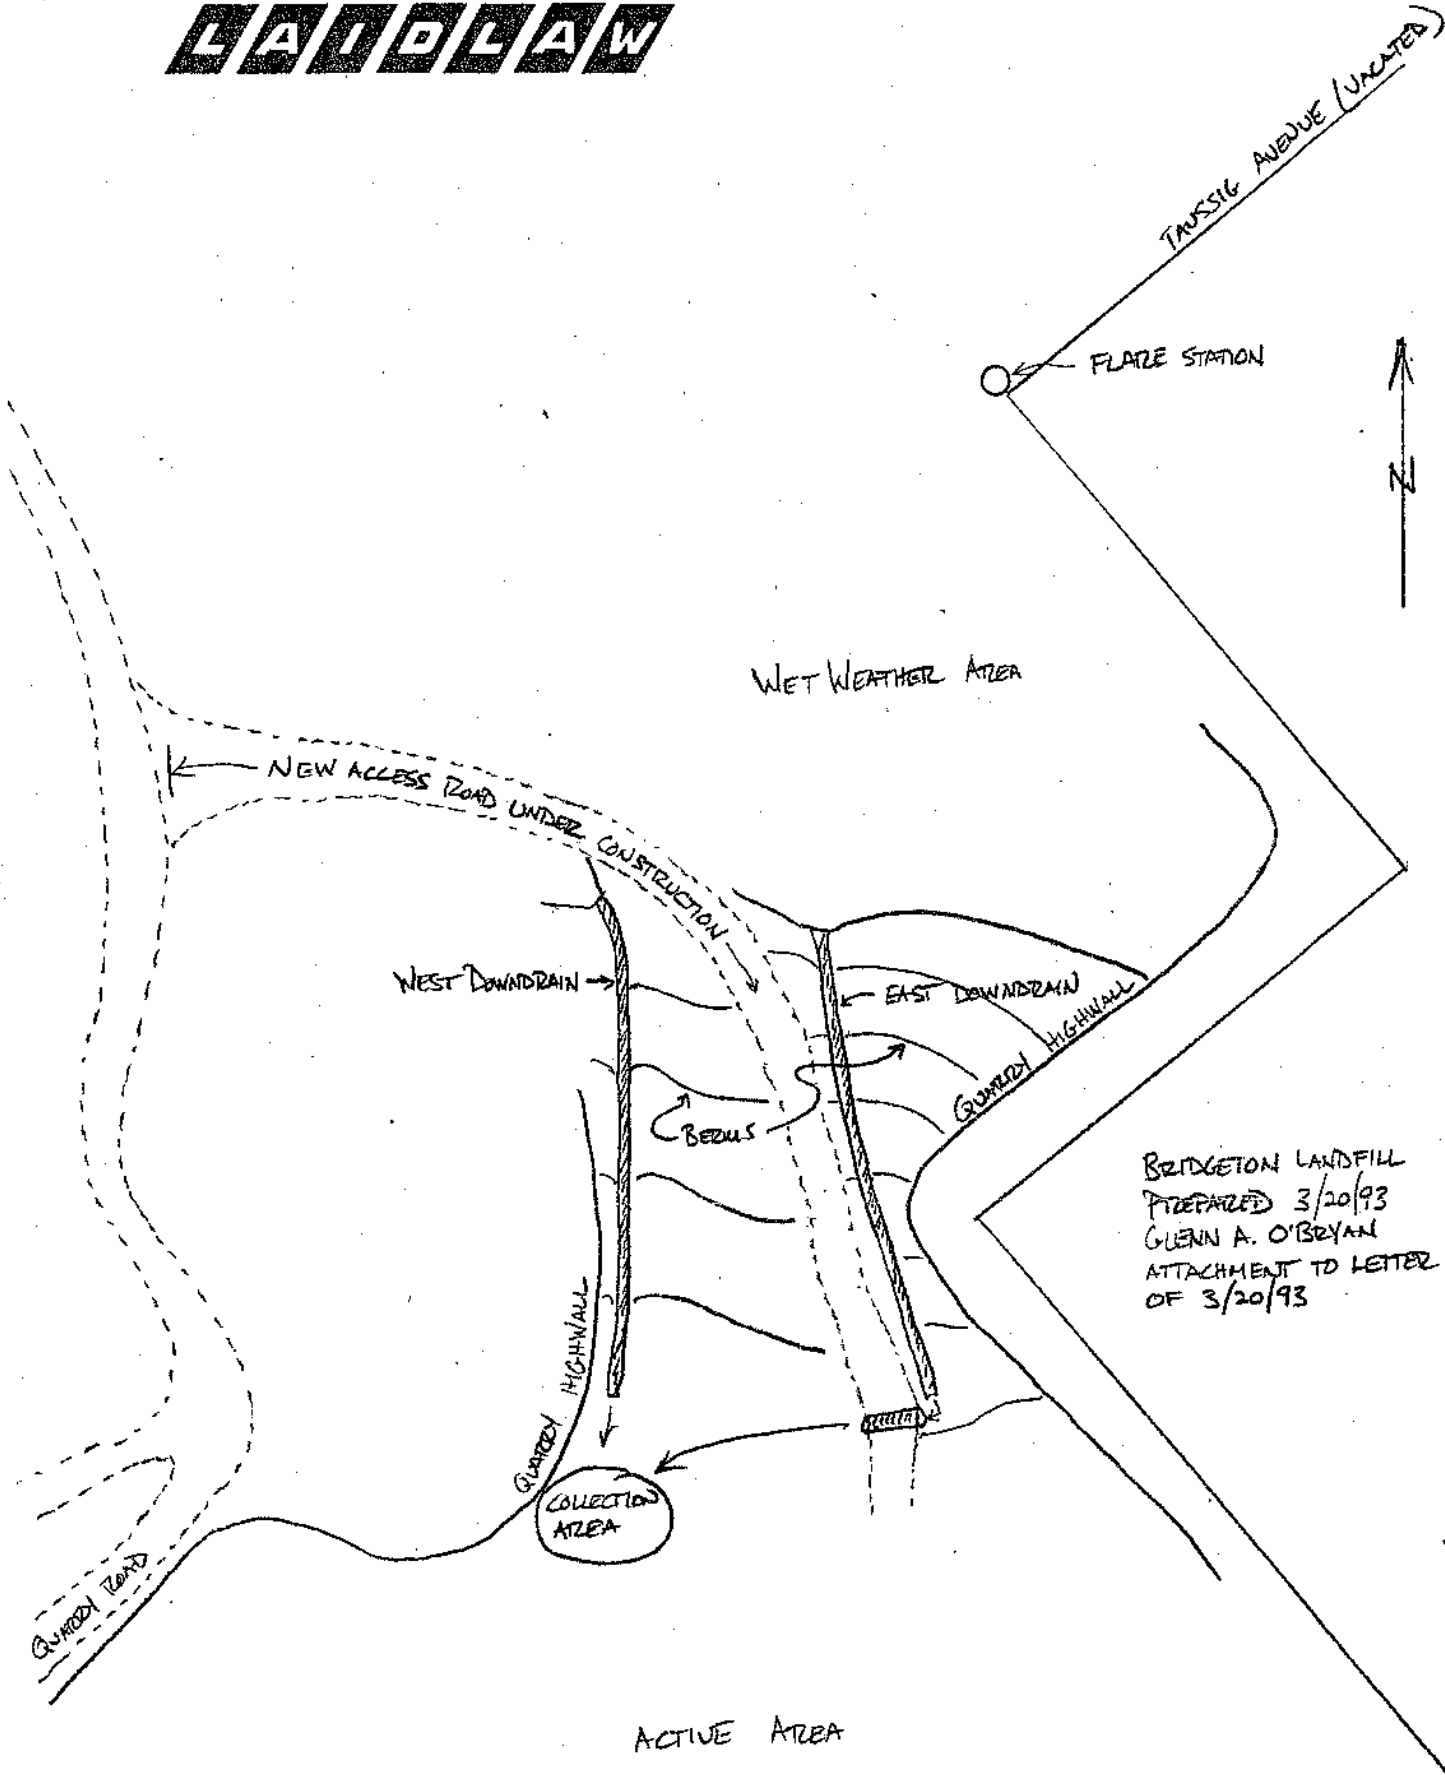 LAIDLAW
TAUSSIG AVENUE (VACATED)
FLARE STATION
N
WET WEATHER AREA
NEW ACCESS ROAD UNDER CONSTRUCTION
WEST DOWNDRAIN
EAST DOWNDRAIN
QUARRY HIGHWALL
BERMS
BRIDGETON LANDFILL
PREPARED 3/20/93
GLENN A. O'BRYAN
ATTACHMENT TO LETTER
OF 3/20/93
QUARRY HIGHWALL
COLLECTION
AREA
QUARRY ROAD
ACTIVE AREA